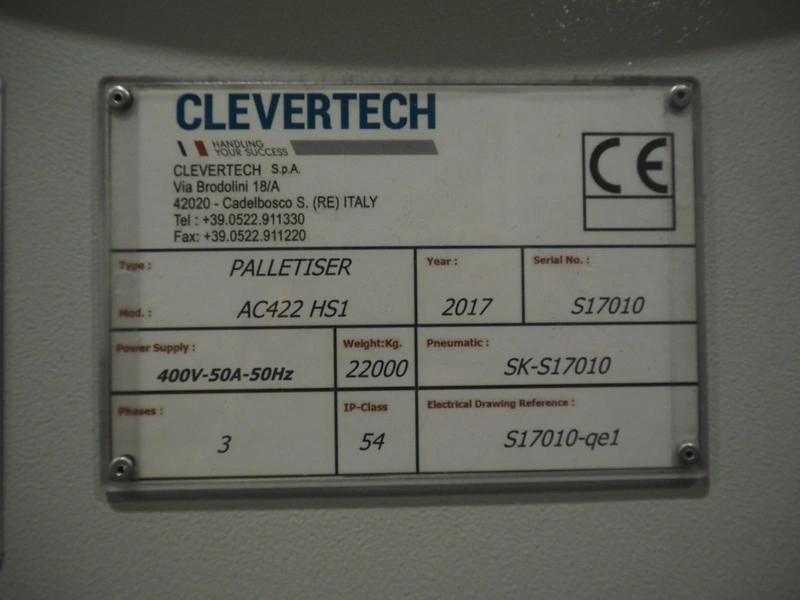 CLEVERTECH
HANDLING
YOUR SUCCESS
CLEVERTECH S.p.A.
Via Brodolini 18/A
42020 - Cadelbosco S. (RE) ITALY
Tel : +39.0522.911330
Fax: +39.0522.911220
CE
Type : PALLETISER
Mod. : AC422 HS1
Year :
2017
Serial No. :
S17010
Power Supply :
400V-50A-50Hz
Weight:Kg.
22000
Pneumatic :
SK-S17010
Phases :
3
IP-Class
54
Electrical Drawing Reference :
S17010-qe1